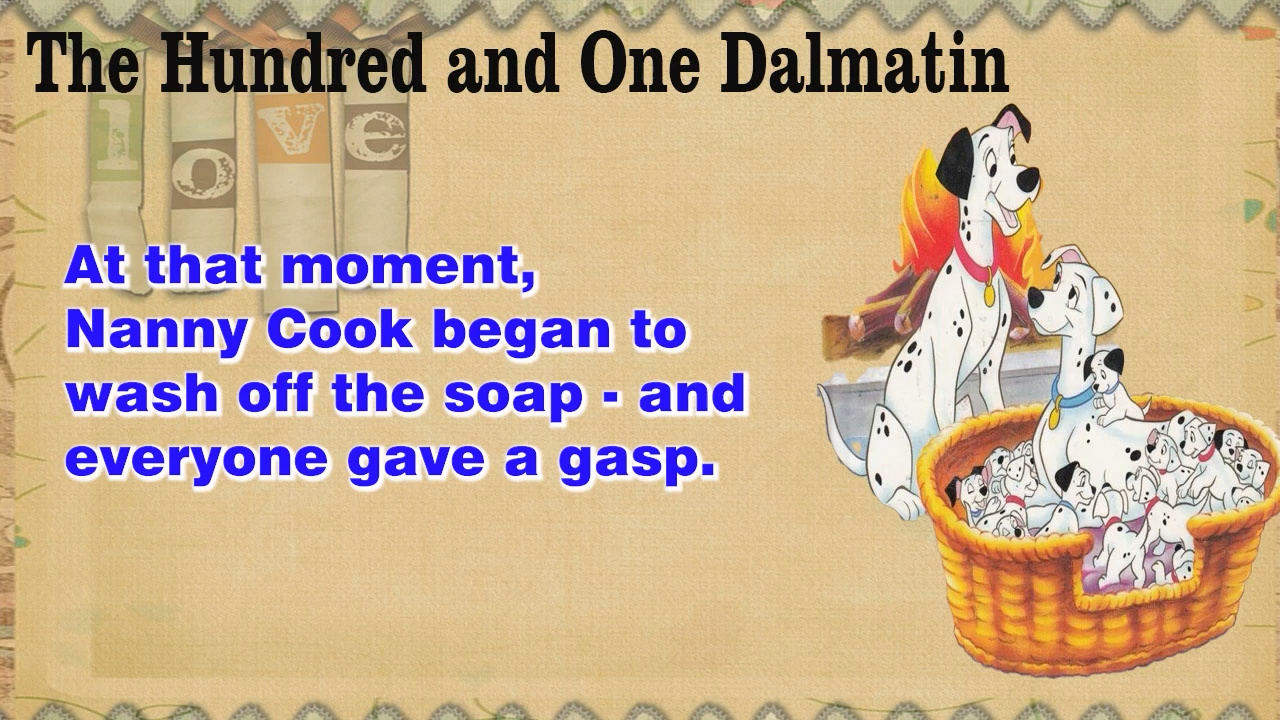 The Hundred and One Dalmatin
love
At that moment,
Nanny Cook began to
wash off the soap - and
everyone gave a gasp.